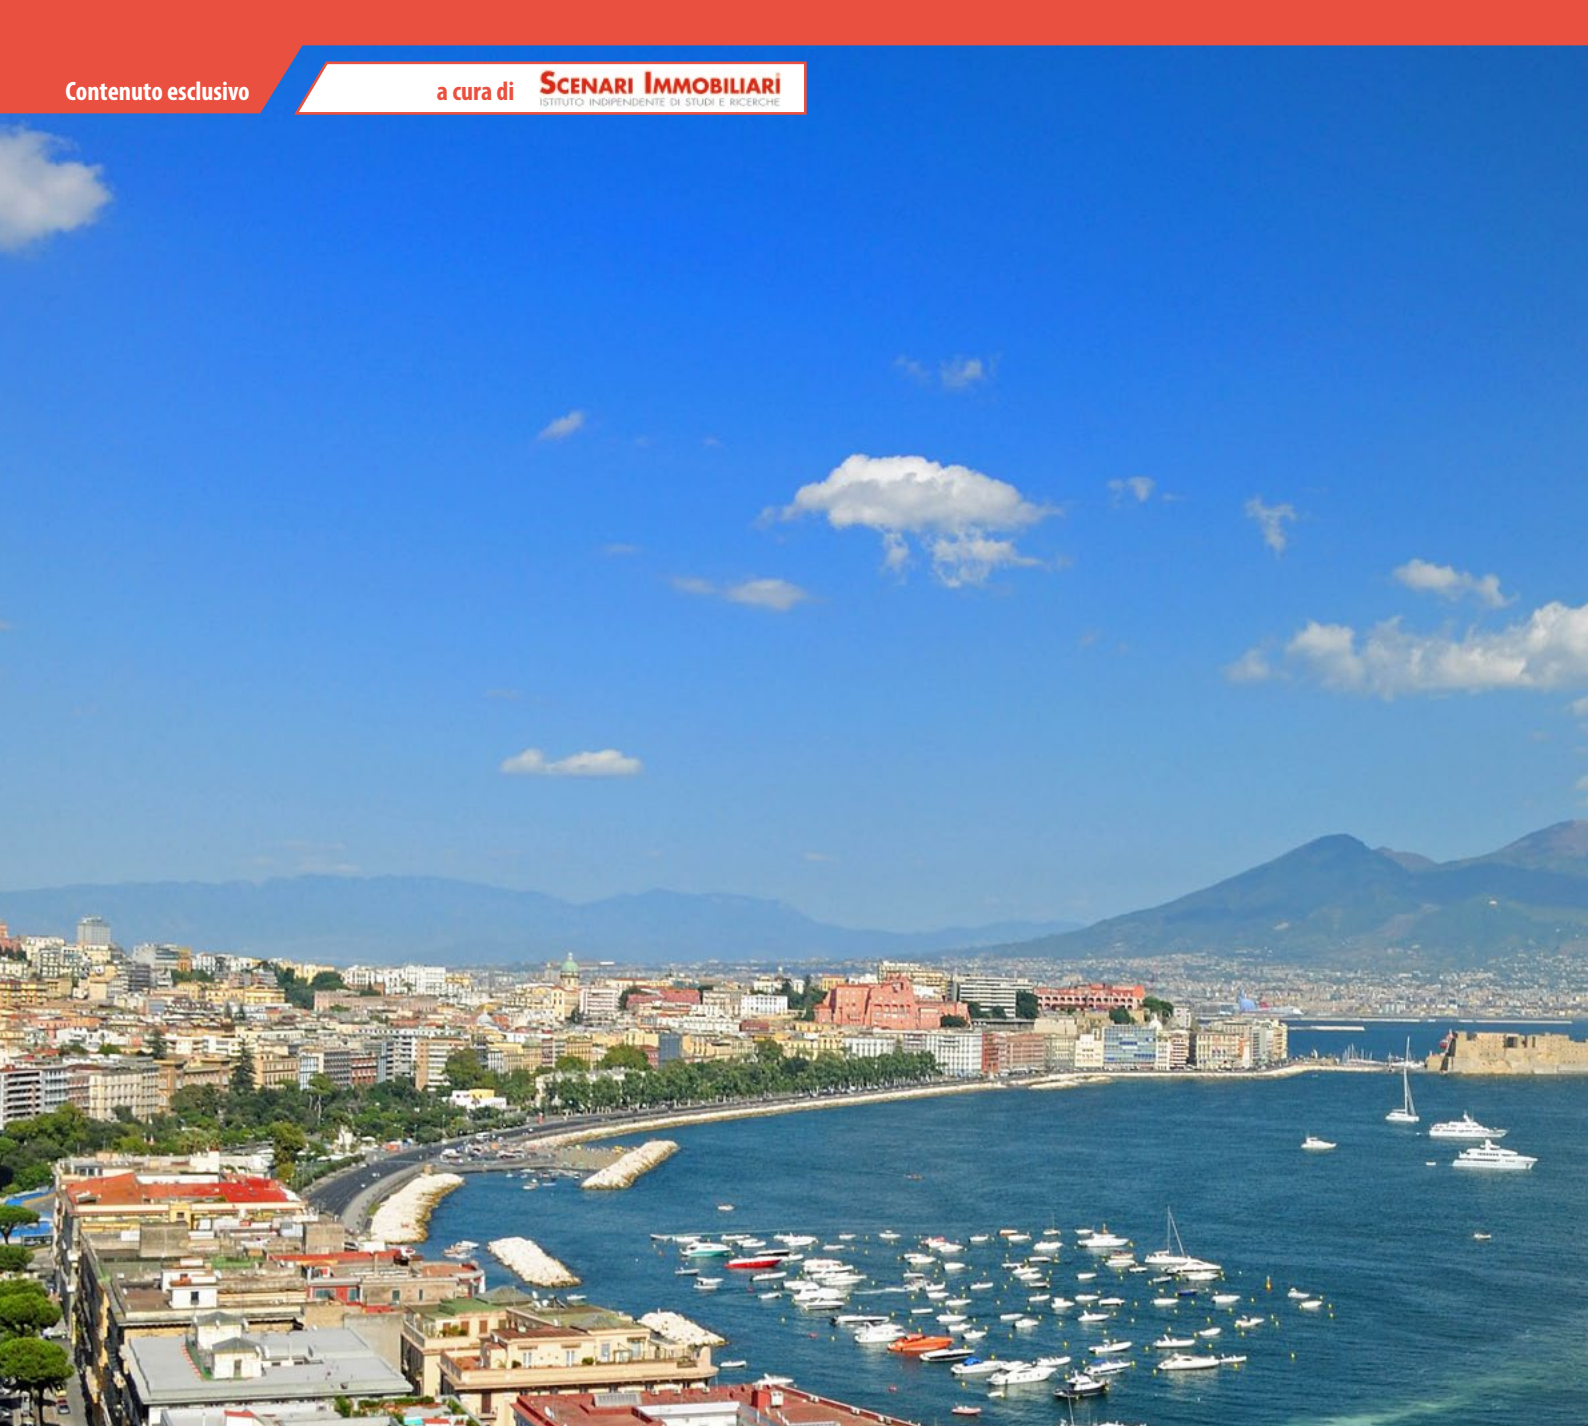 Contenuto esclusivo
a cura di
SCENARI IMMOBILIARI
ISTITUTO INDIPENDENTE DI STUDI E RICERCHE